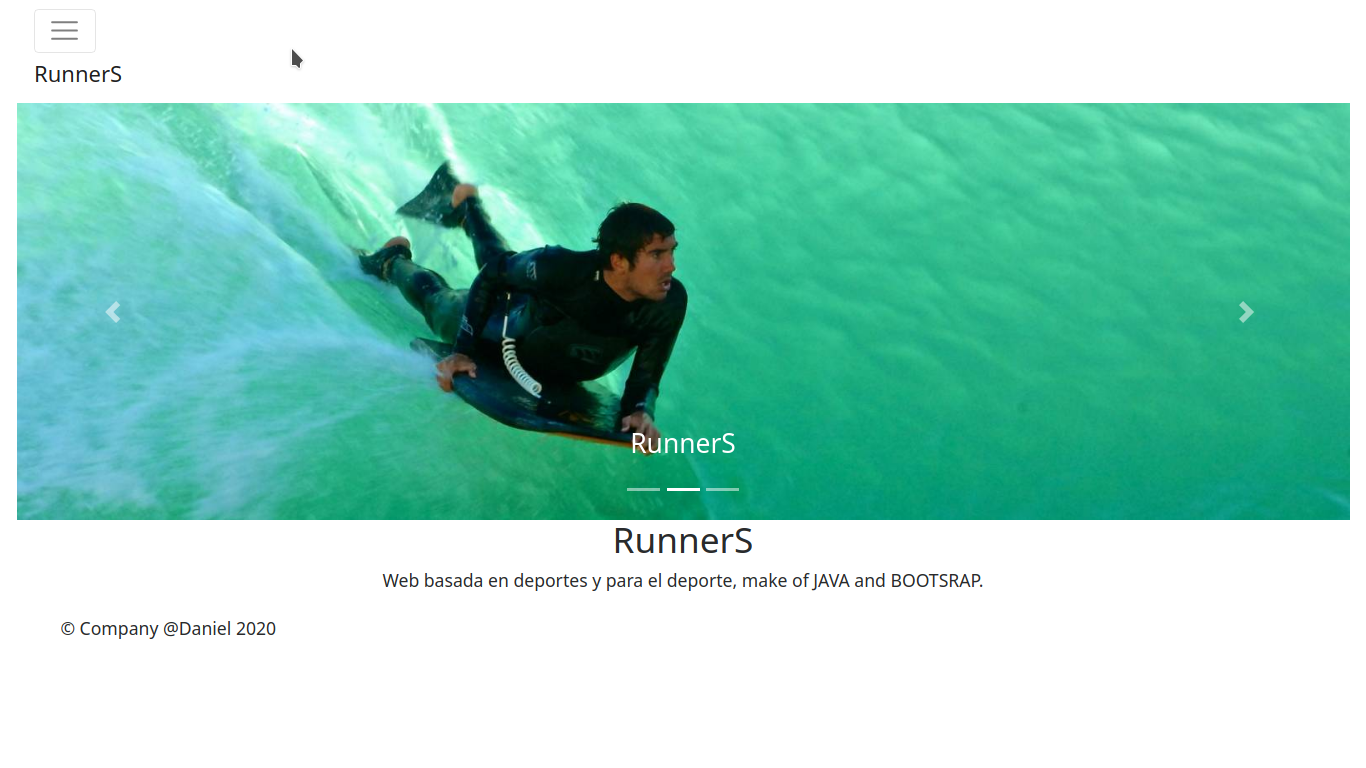 RunnerS
RunnerS
RunnerS
Web basada en deportes y para el deporte, make of JAVA and BOOTSRAP.
© Company @Daniel 2020